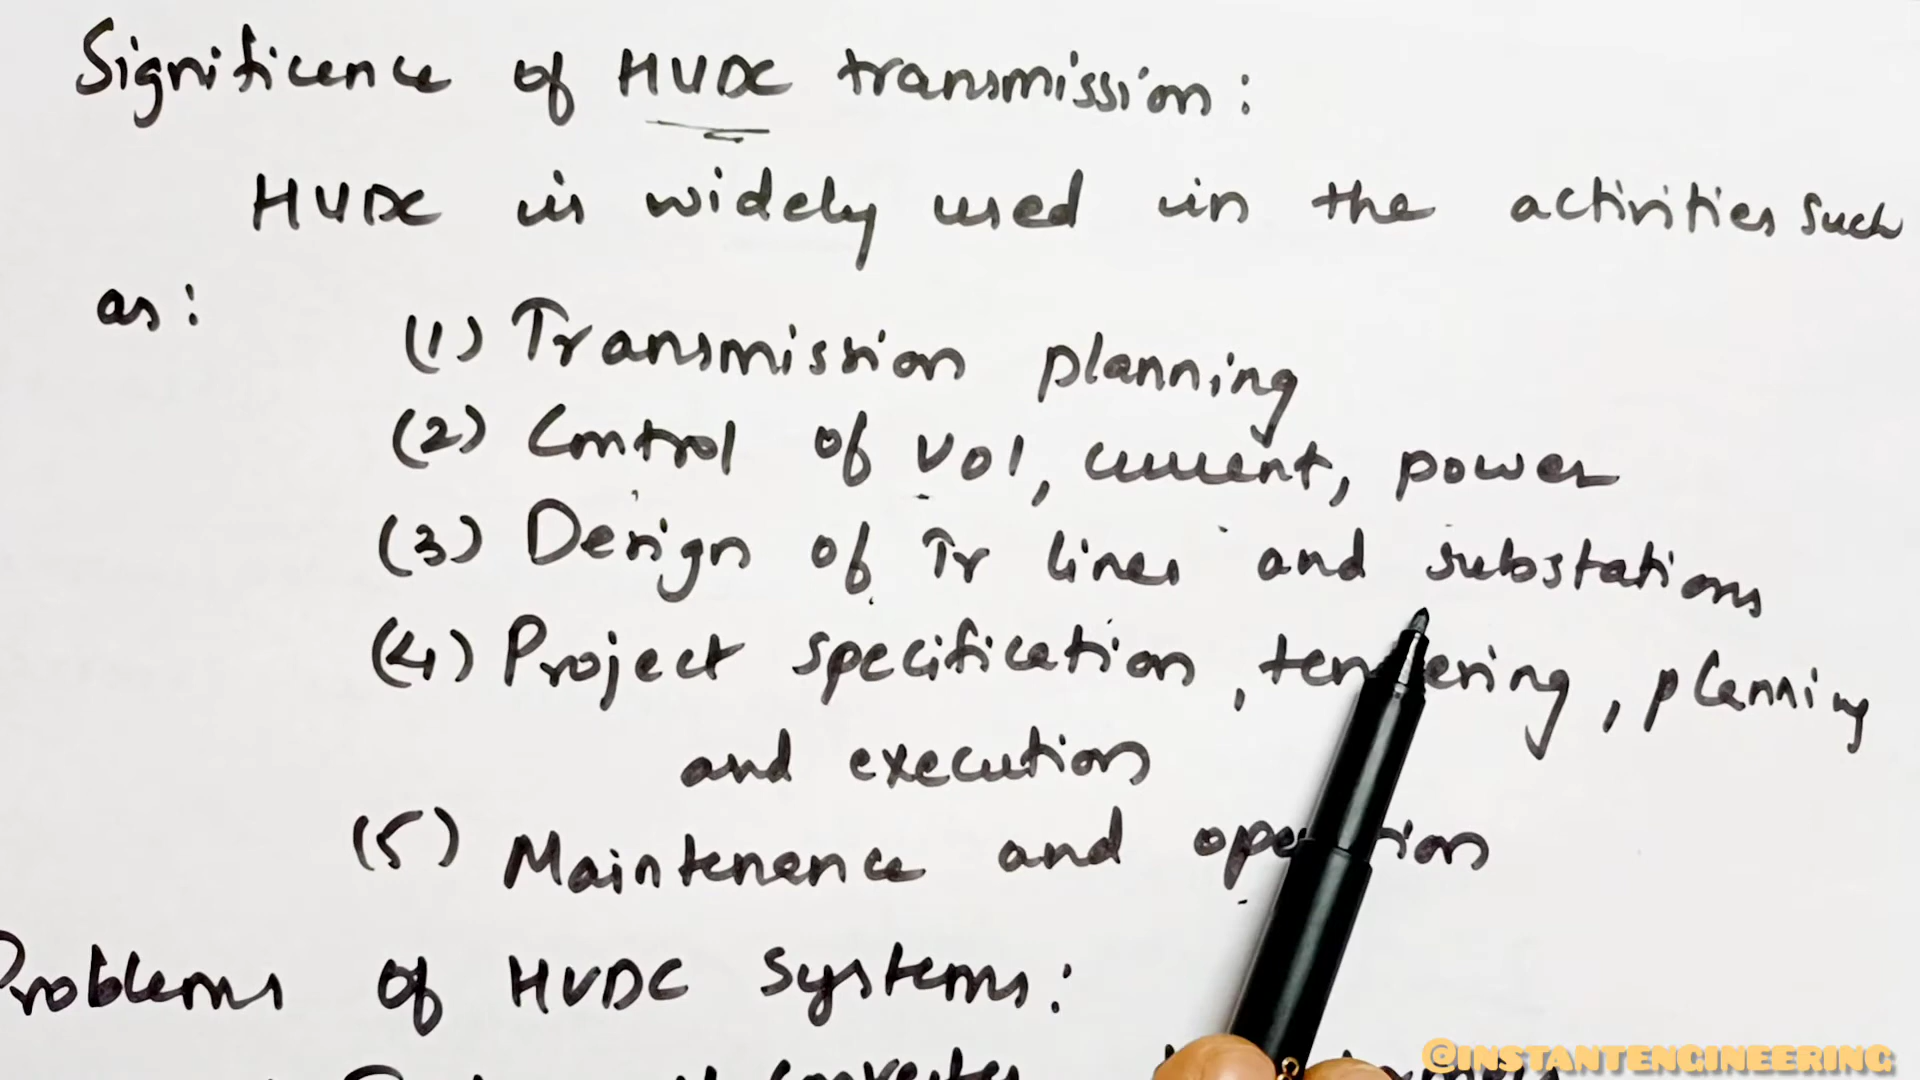 Significence of HVDC transmission:
HVDC is widely used in the activities such
as:
(1) Transmission planning
(2) Control of Vol, current, power
(3) Design of Tr lines and substations
(4) Project specification, tendering, planning
and execution
(5) Maintenence and operation
Problems of HVDC systems:
@INSTANTENGINEERING